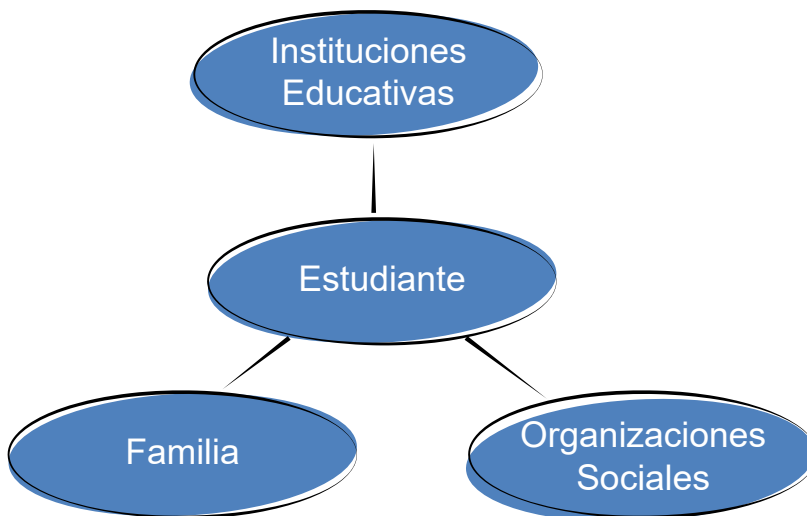 Instituciones
Educativas
Estudiante
Familia
Organizaciones
Sociales